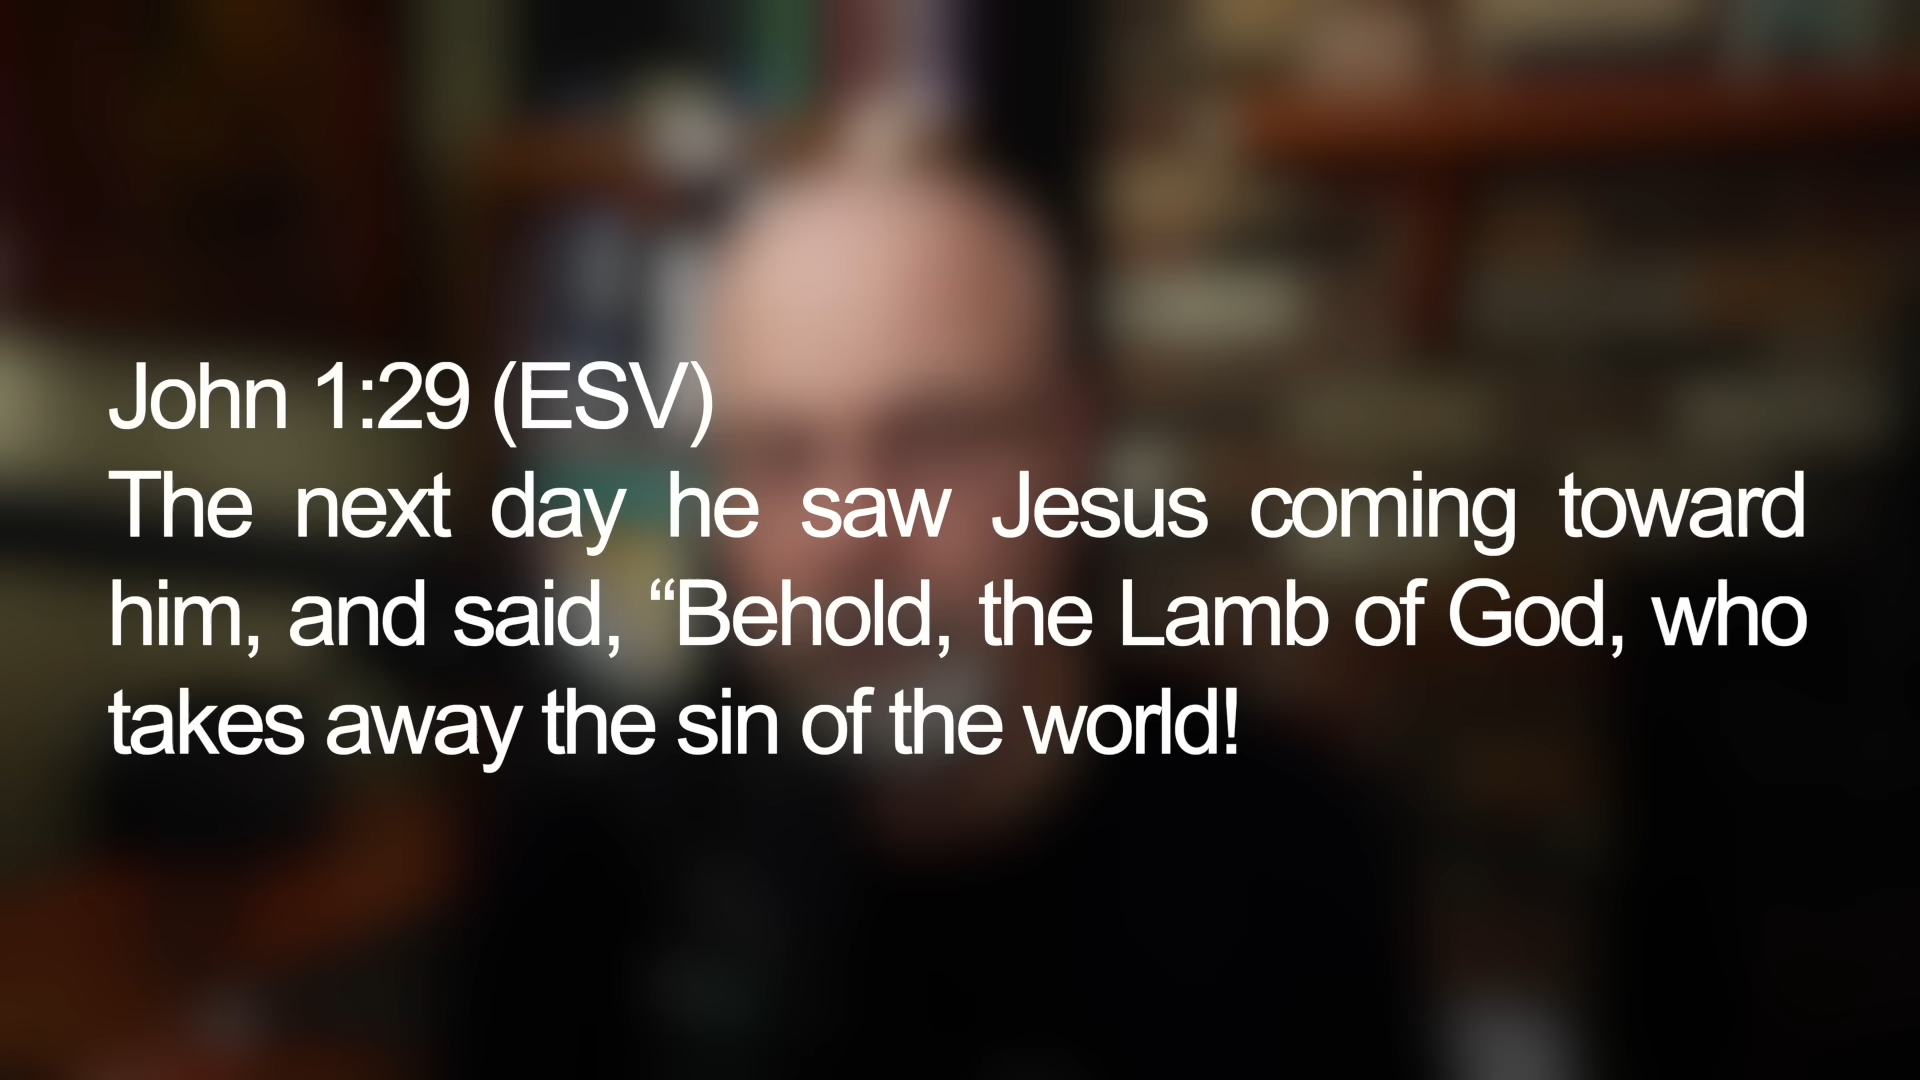 John 1:29 (ESV)
The next day he saw Jesus coming toward
him, and said, “Behold, the Lamb of God, who
takes away the sin of the world!